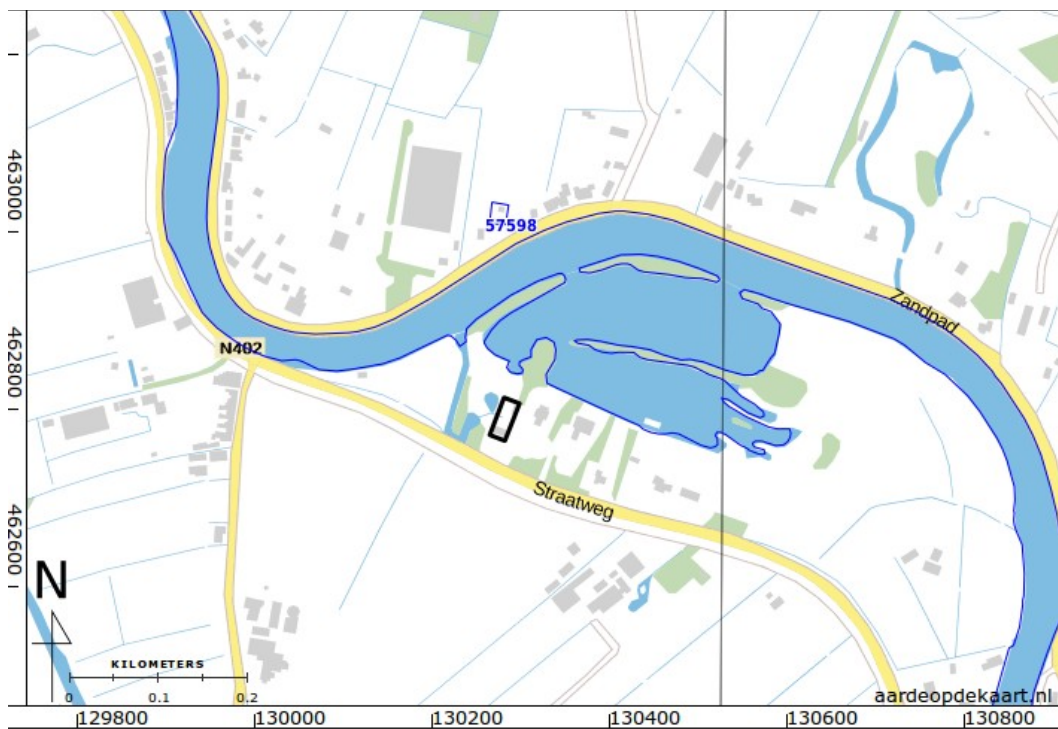 463000
57598
Zandpad
N402
462800
Straatweg
462600
N
KILOMETERS
0 0.1 0.2
aardeopdekaart.nl
129800 130000 130200 130400 130600 130800